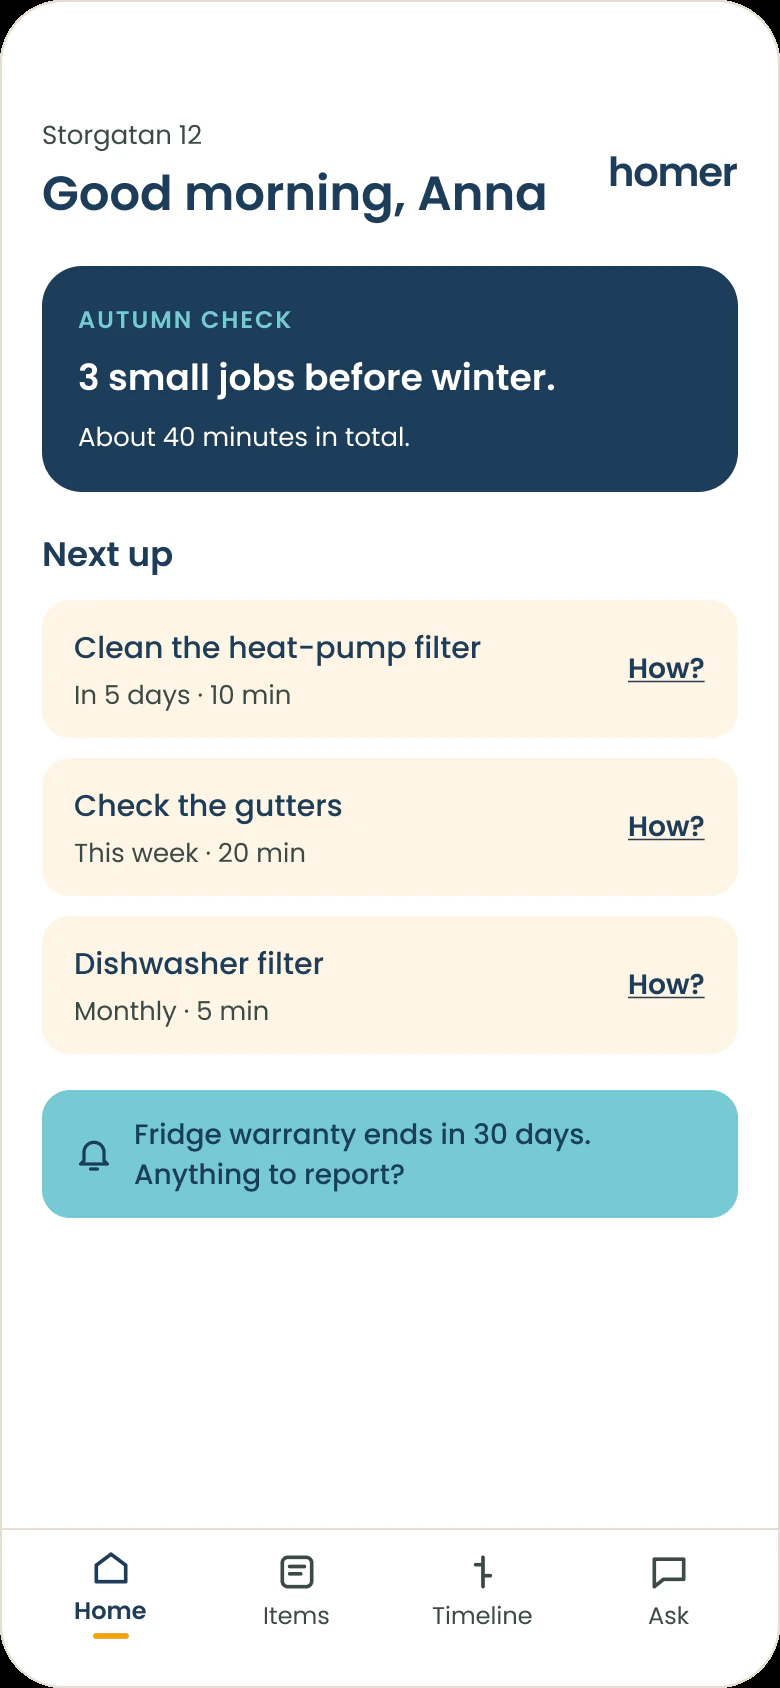 Storgatan 12
Good morning, Anna
homer
AUTUMN CHECK
3 small jobs before winter.
About 40 minutes in total.
Next up
Clean the heat-pump filter
In 5 days · 10 min
How?
Check the gutters
This week · 20 min
How?
Dishwasher filter
Monthly · 5 min
How?
Fridge warranty ends in 30 days.
Anything to report?
Home
Items
Timeline
Ask